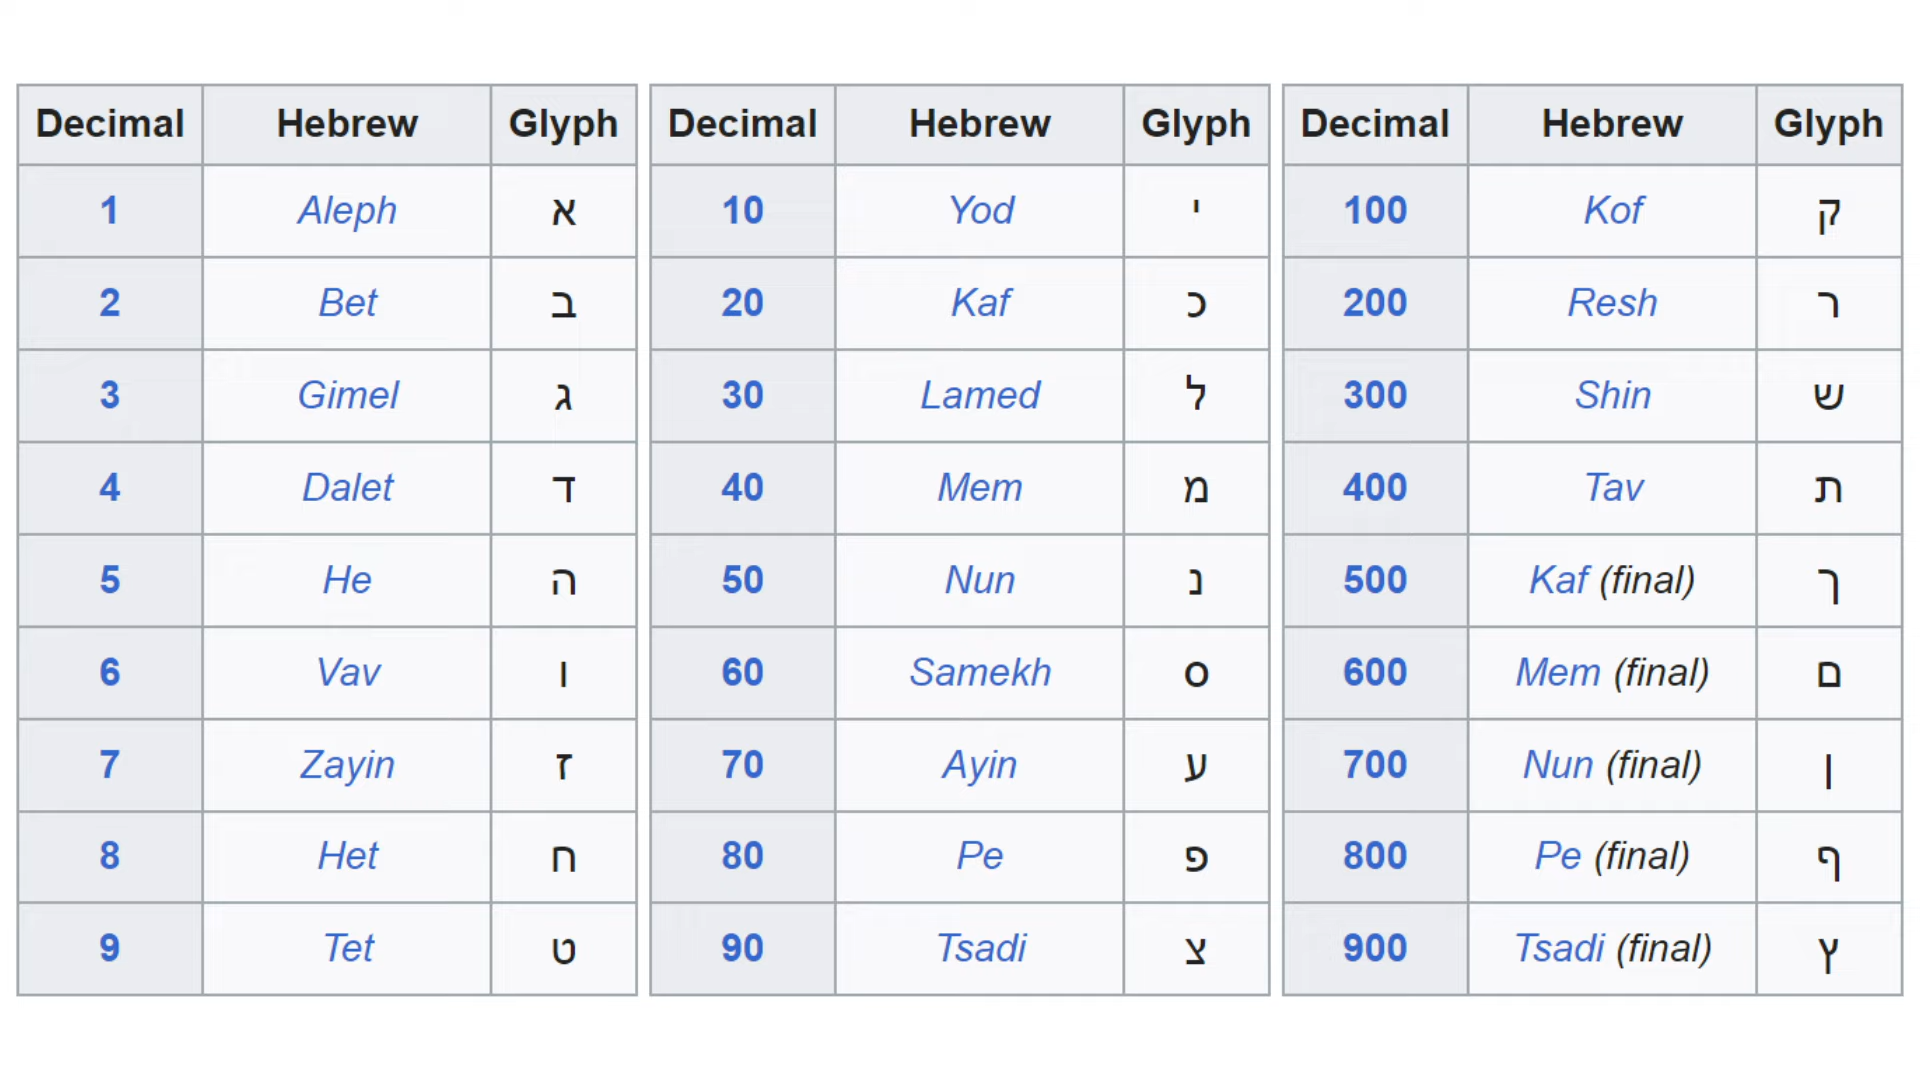 Decimal Hebrew Glyph Decimal Hebrew Glyph Decimal Hebrew Glyph
1 Aleph א 10 Yod י 100 Kof ק
2 Bet ב 20 Kaf כ 200 Resh ר
3 Gimel ג 30 Lamed ל 300 Shin ש
4 Dalet ד 40 Mem מ 400 Tav ת
5 He ה 50 Nun נ 500 Kaf (final) ך
6 Vav ו 60 Samekh ס 600 Mem (final) ם
7 Zayin ז 70 Ayin ע 700 Nun (final) ן
8 Het ח 80 Pe פ 800 Pe (final) ף
9 Tet ט 90 Tsadi צ 900 Tsadi (final) ץ